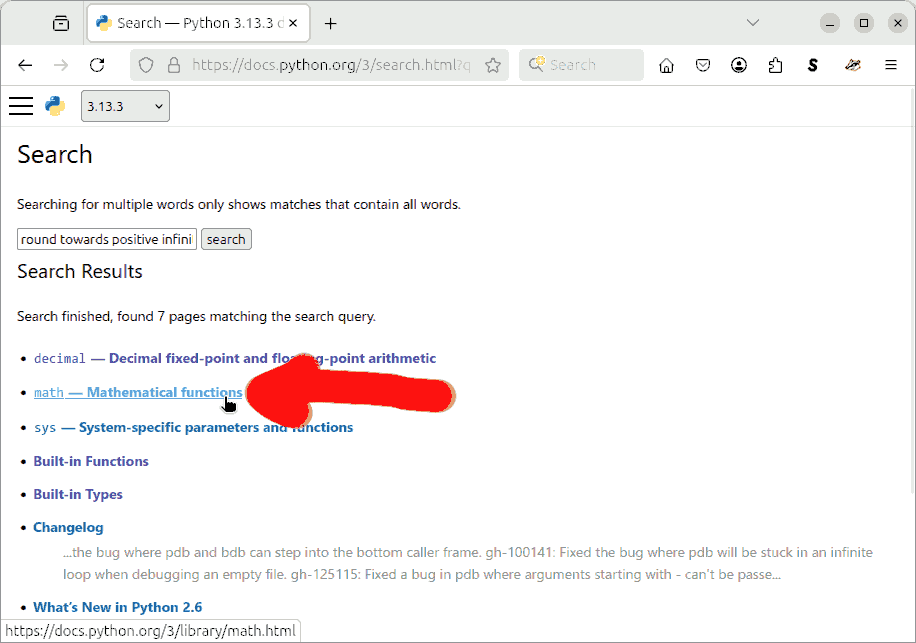 Search — Python 3.13.3 d
https://docs.python.org/3/search.html?q
Search
3.13.3
Search
Searching for multiple words only shows matches that contain all words.
round towards positive infini
search
Search Results
Search finished, found 7 pages matching the search query.
decimal — Decimal fixed-point and floating-point arithmetic
math — Mathematical functions
sys — System-specific parameters and functions
Built-in Functions
Built-in Types
Changelog
...the bug where pdb and bdb can step into the bottom caller frame. gh-100141: Fixed the bug where pdb will be stuck in an infinite
loop when debugging an empty file. gh-125115: Fixed a bug in pdb where arguments starting with - can't be passe...
What's New in Python 2.6
https://docs.python.org/3/library/math.html